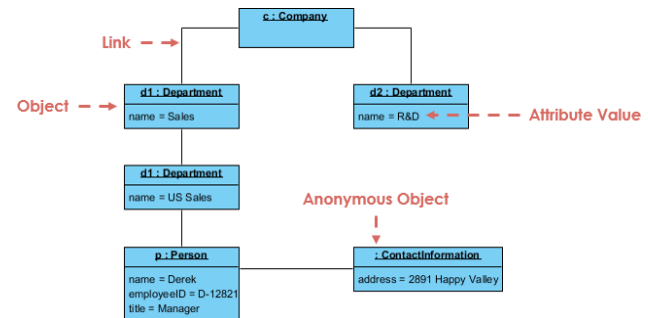 c : Company
Link
d1 : Department
name = Sales
Object
d2 : Department
name = R&D
Attribute Value
d1 : Department
name = US Sales
Anonymous Object
p : Person
name = Derek
employeeID = D-12821
title = Manager
: ContactInformation
address = 2891 Happy Valley